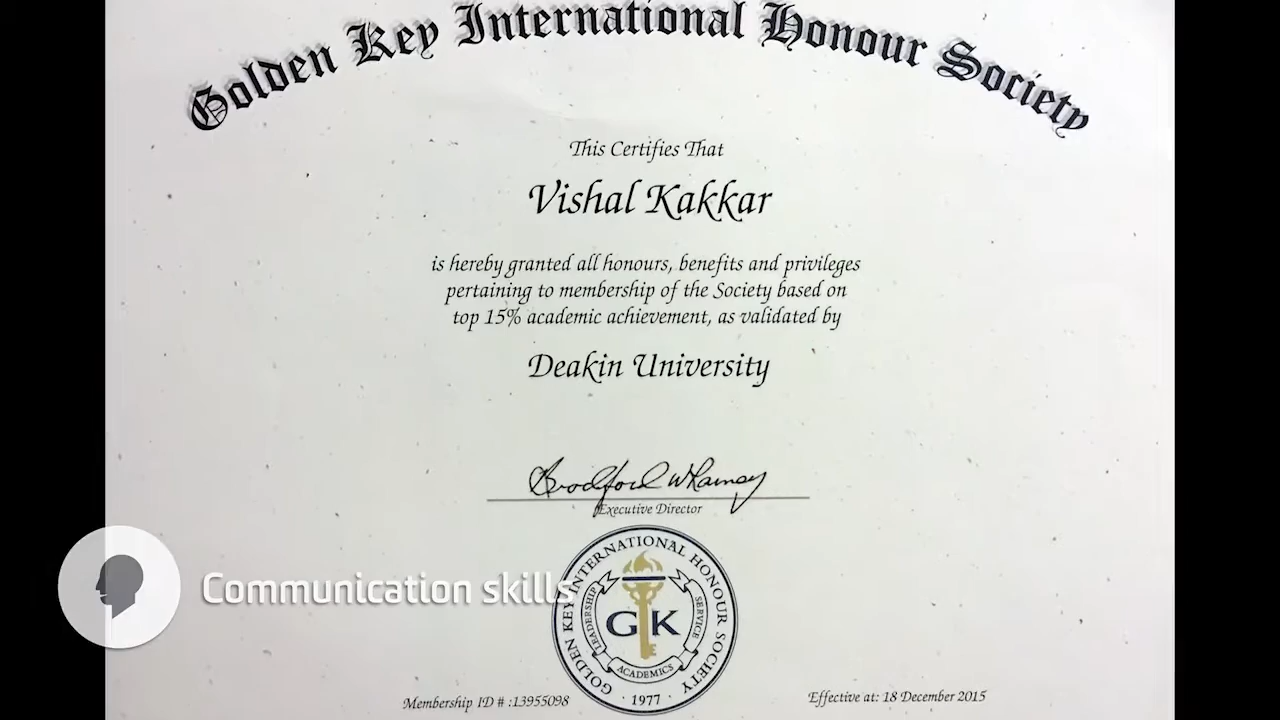 Golden Key International Honour Society
This Certifies That
Vishal Kakkar
is hereby granted all honours, benefits and privileges
pertaining to membership of the Society based on
top 15% academic achievement, as validated by
Deakin University
Executive Director
Communication skills
GOLDEN KEY INTERNATIONAL HONOUR SOCIETY
LEADERSHIP
SERVICE
GK
ACADEMICS
· 1977 ·
Membership ID # :13955098
Effective at: 18 December 2015